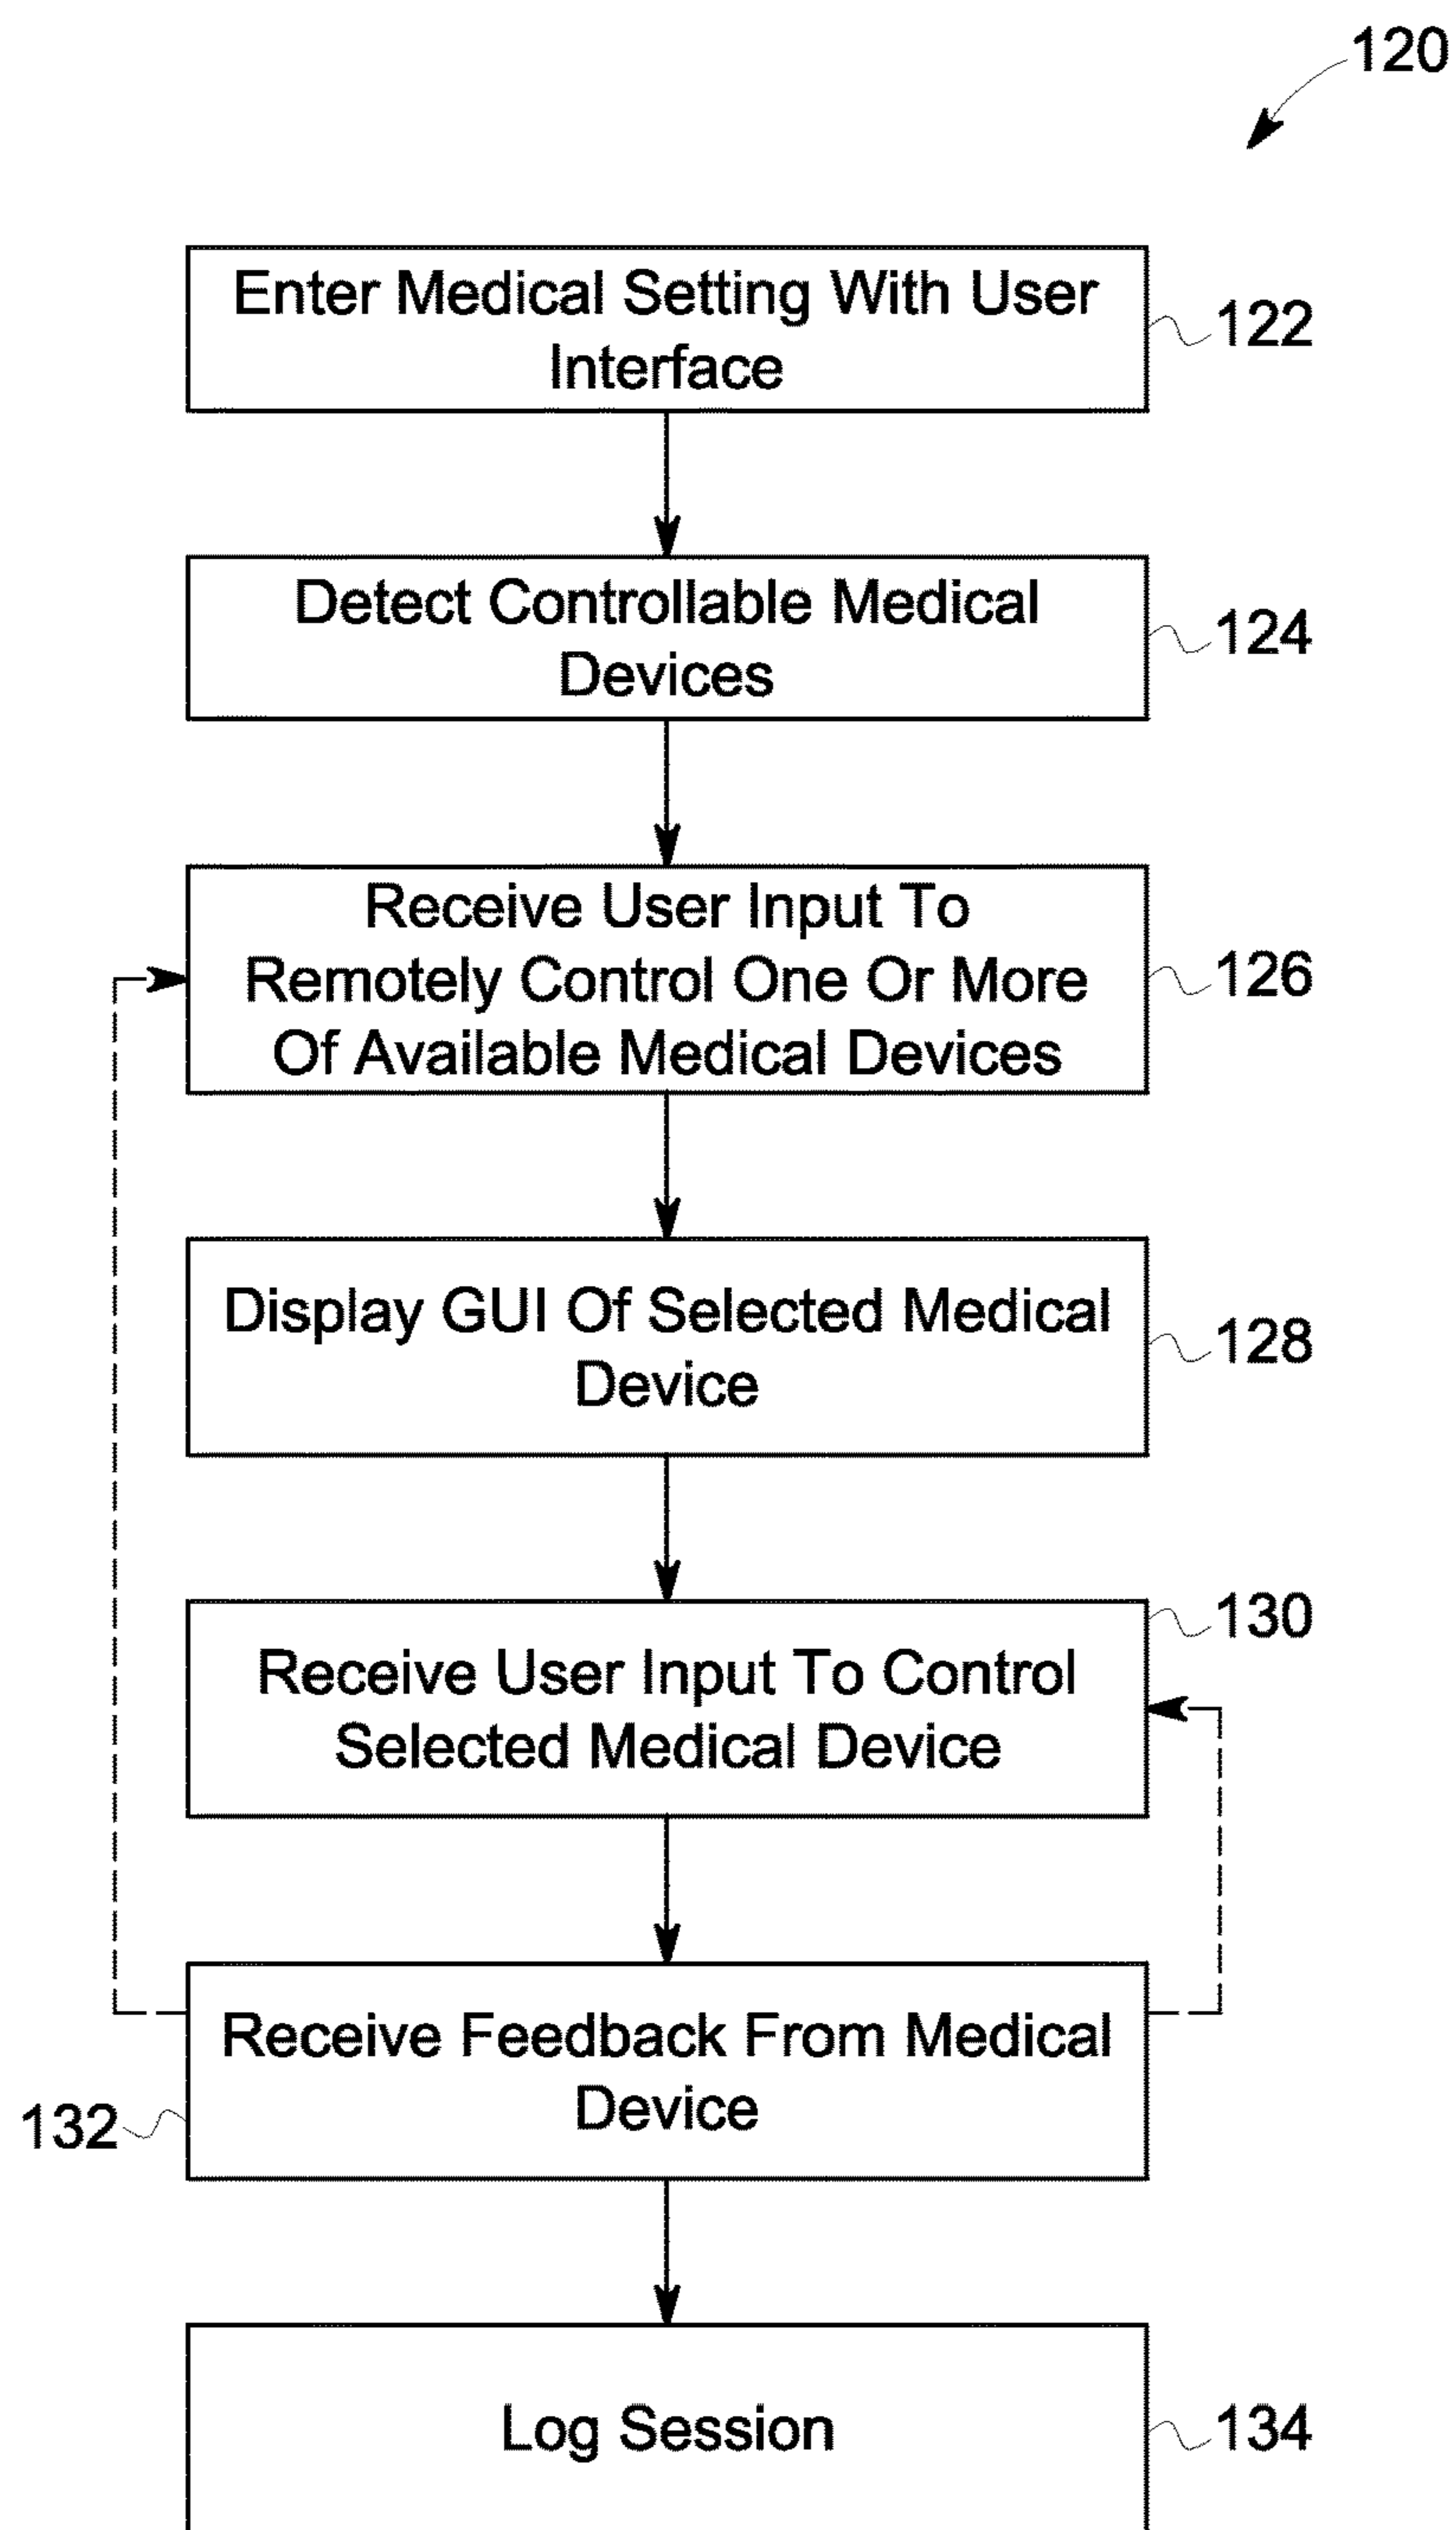 120
Enter Medical Setting With User
Interface
122
Detect Controllable Medical
Devices
124
Receive User Input To
Remotely Control One Or More
Of Available Medical Devices
126
Display GUI Of Selected Medical
Device
128
130
Receive User Input To Control
Selected Medical Device
Receive Feedback From Medical
Device
132
Log Session
134